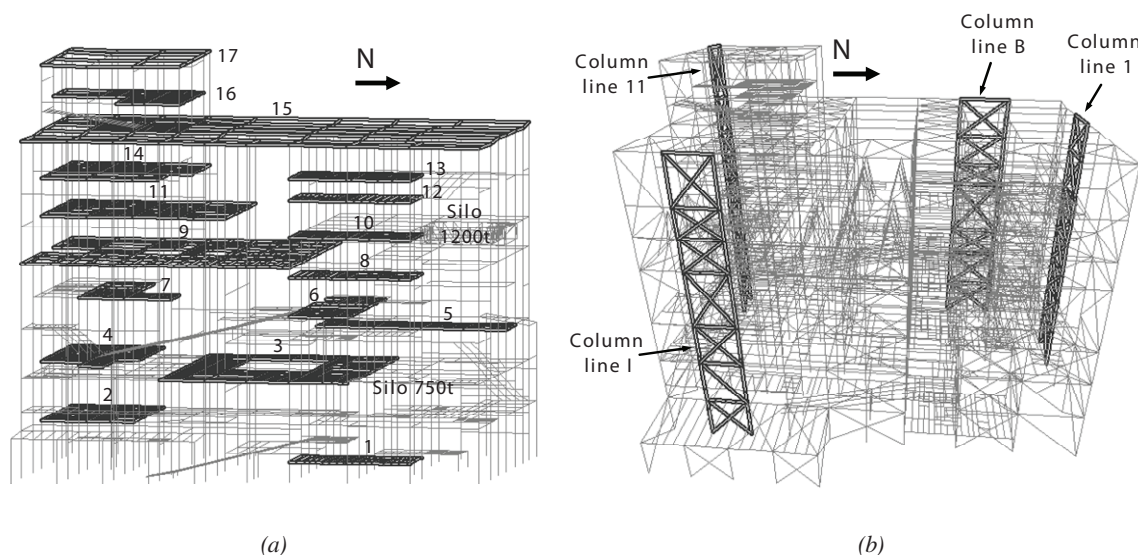 17
N
16
15
14
13
11
12
Silo
1200t
10
9
8
7
6
5
4
3
Silo 750t
2
1
(a)
Column
line B
N
Column
line 1
Column
line 11
Column
line I
(b)